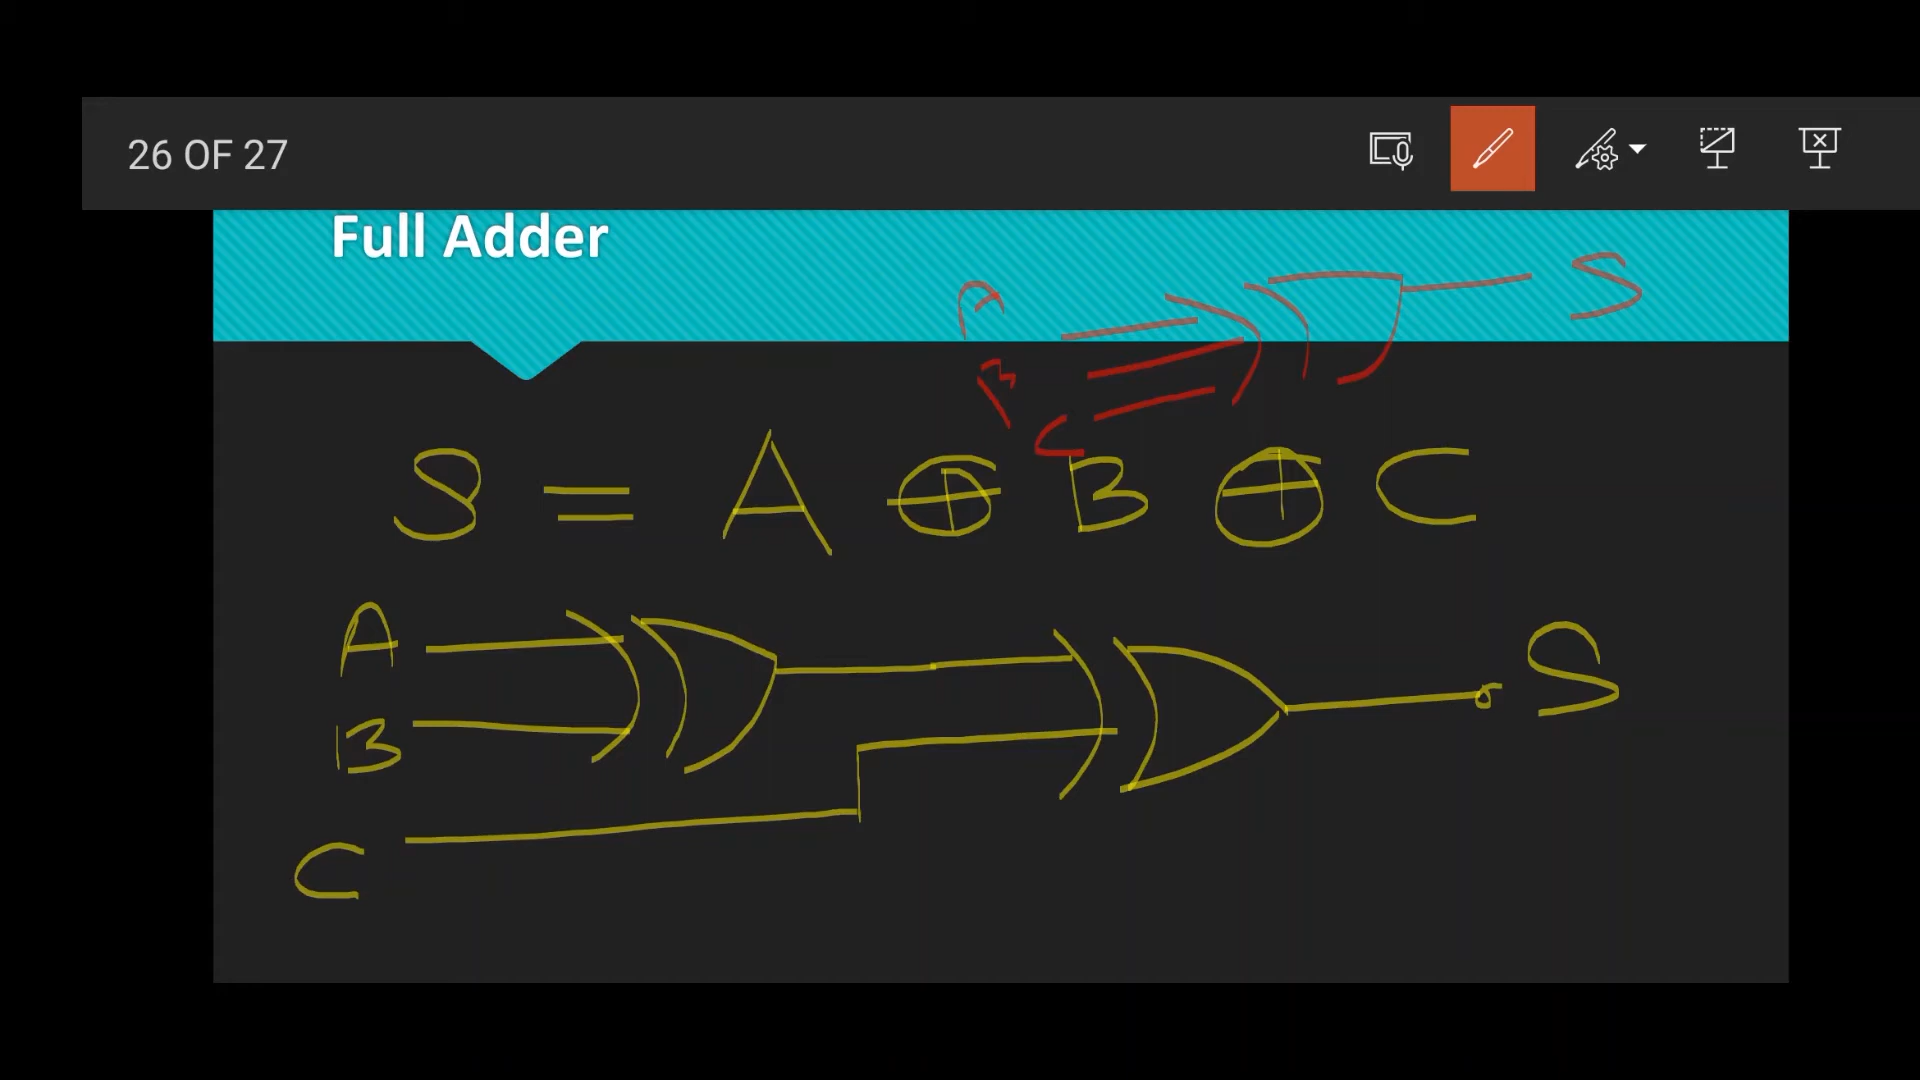 26 OF 27
Full Adder
A
B
C
S
S = A ⊕ B ⊕ C
A
B
C
S